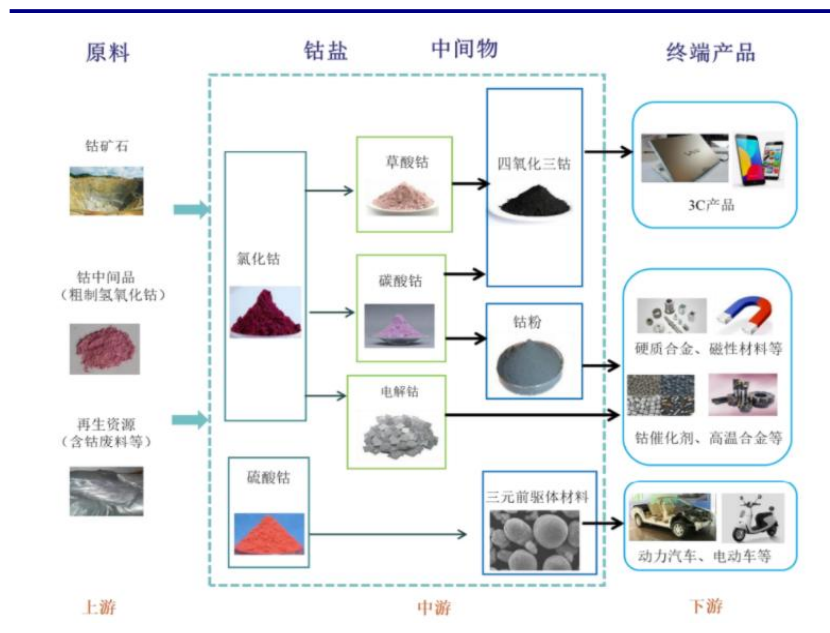 原料
钴盐
中间物
终端产品
钴矿石
钴中间品
（粗制氢氧化钴）
再生资源
（含钴废料等）
氯化钴
硫酸钴
草酸钴
碳酸钴
电解钴
四氧化三钴
钴粉
三元前驱体材料
3C产品
硬质合金、磁性材料等
钴催化剂、高温合金等
动力汽车、电动车等
上游
中游
下游